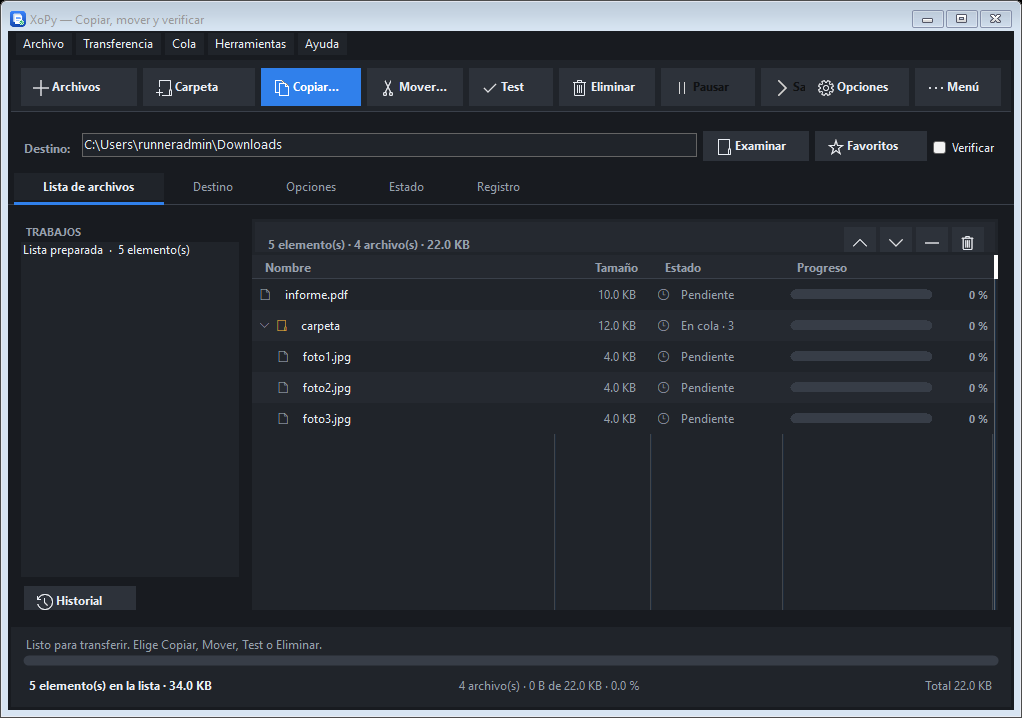 XoPy — Copiar, mover y verificar
Archivo Transferencia Cola Herramientas Ayuda
Archivos Carpeta Copiar... Mover... Test Eliminar Pausar Sa Opciones ··· Menú
Destino: C:\Users\runneradmin\Downloads Examinar Favoritos Verificar
Lista de archivos Destino Opciones Estado Registro
TRABAJOS
Lista preparada · 5 elemento(s)
5 elemento(s) · 4 archivo(s) · 22.0 KB
Nombre Tamaño Estado Progreso
informe.pdf 10.0 KB Pendiente 0 %
carpeta 12.0 KB En cola · 3 0 %
foto1.jpg 4.0 KB Pendiente 0 %
foto2.jpg 4.0 KB Pendiente 0 %
foto3.jpg 4.0 KB Pendiente 0 %
Historial
Listo para transferir. Elige Copiar, Mover, Test o Eliminar.
5 elemento(s) en la lista · 34.0 KB 4 archivo(s) · 0 B de 22.0 KB · 0.0 % Total 22.0 KB